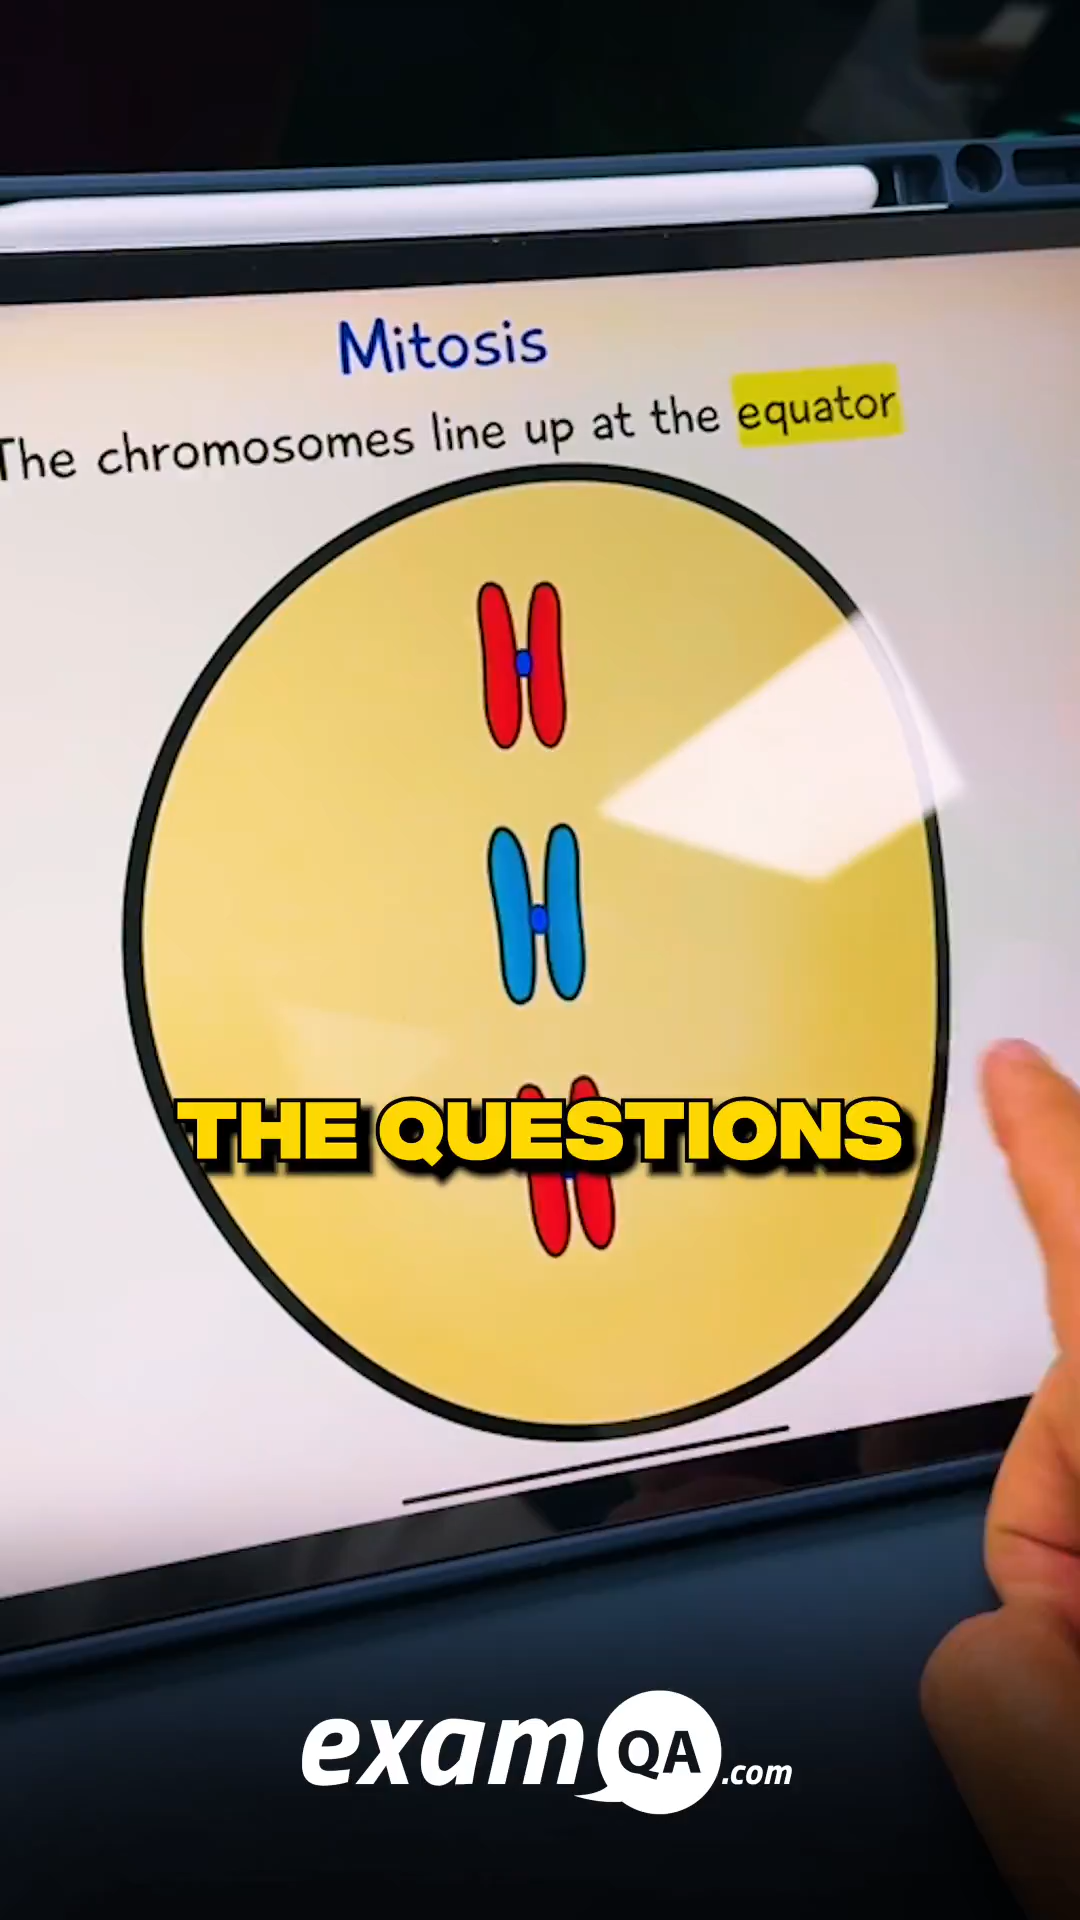 Mitosis
The chromosomes line up at the equator
THE QUESTIONS
examQA.com